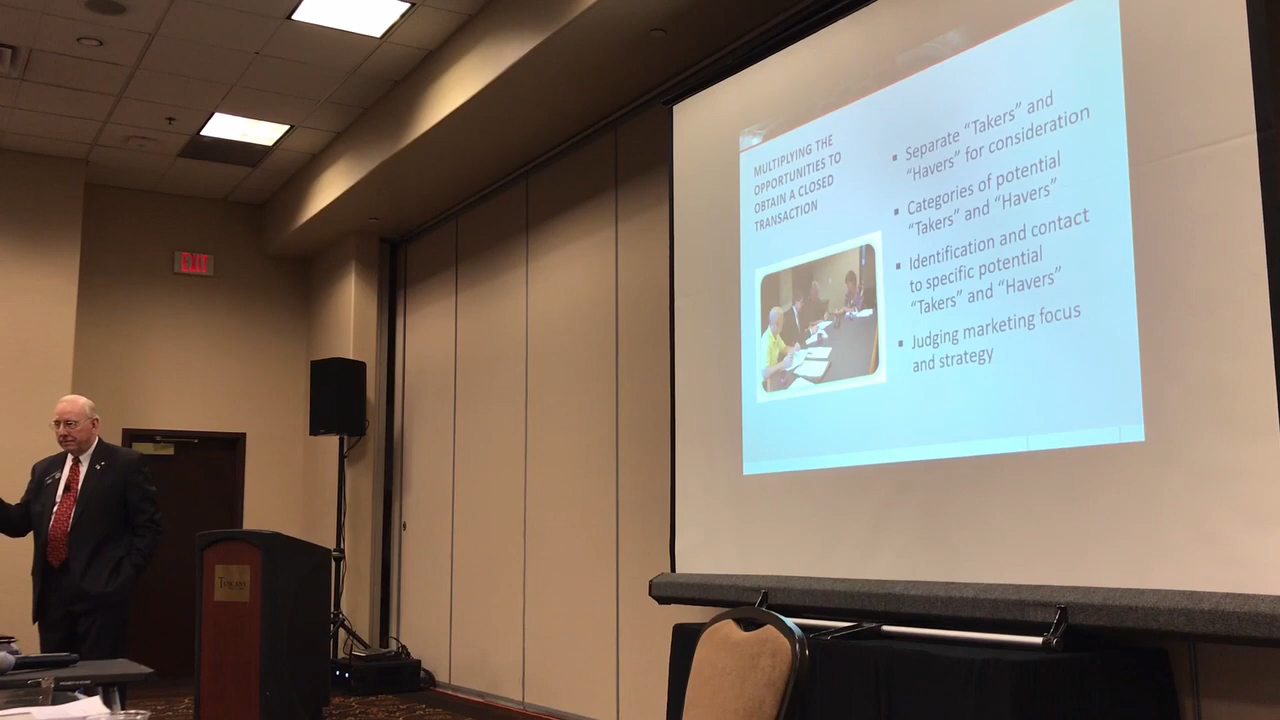 EXIT
TUSCANY
MULTIPLYING THE
OPPORTUNITIES TO
OBTAIN A CLOSED
TRANSACTION
▪ Separate “Takers” and
“Havers” for consideration
▪ Categories of potential
“Takers” and “Havers”
▪ Identification and contact
to specific potential
“Takers” and “Havers”
▪ Judging marketing focus
and strategy